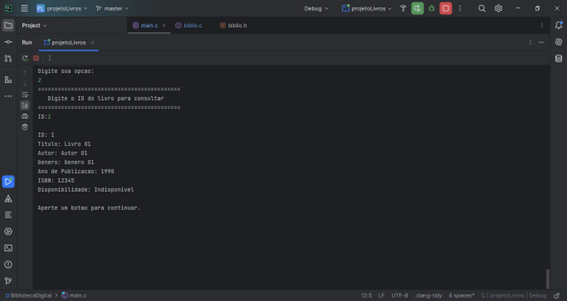 PL projetoLivros
master
Debug
projetoLivros
Project
main.c
biblio.c
biblio.h
Run
projetoLivros
Digite sua opcao:
2
===========================================
Digite o ID do livro para consultar
===========================================
ID:1
ID: 1
Titulo: Livro 01
Autor: Autor 01
Genero: Genero 01
Ano de Publicacao: 1990
ISBN: 12345
Disponibilidade: Indisponivel
Aperte um botao para continuar.
BibliotecaDigital > main.c
12:5 LF UTF-8 .clang-tidy 4 spaces* C | projetoLivros | Debug